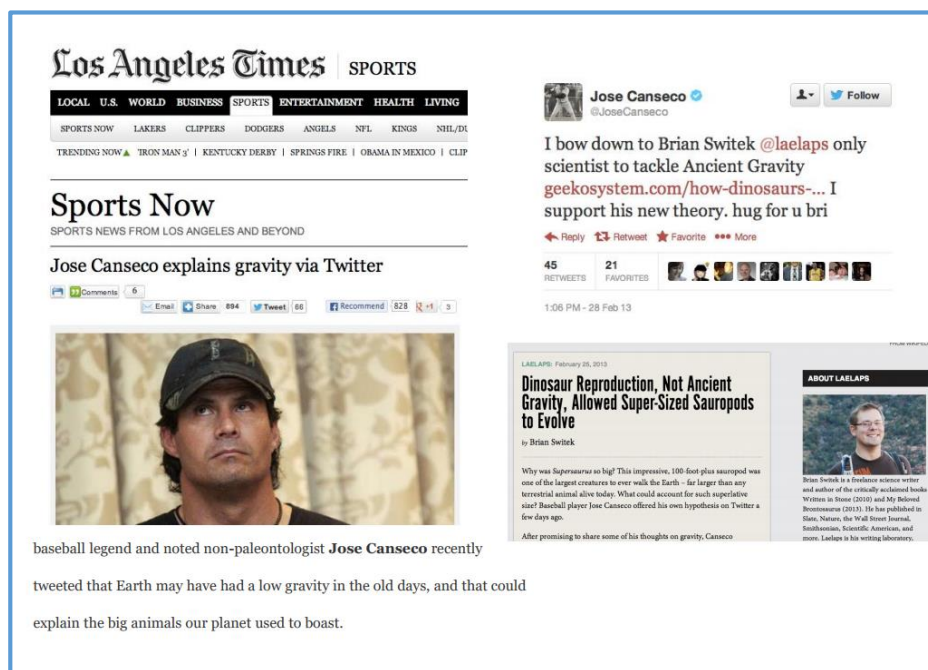 Los Angeles Times | SPORTS
LOCAL U.S. WORLD BUSINESS SPORTS ENTERTAINMENT HEALTH LIVING
SPORTS NOW LAKERS CLIPPERS DODGERS ANGELS NFL KINGS NHL/DU
TRENDING NOW▲ 'IRON MAN 3' | KENTUCKY DERBY | SPRINGS FIRE | OBAMA IN MEXICO | CLIP
Sports Now
SPORTS NEWS FROM LOS ANGELES AND BEYOND
Jose Canseco explains gravity via Twitter
Comments 6
Email Share 894 Tweet 66 Recommend 828 +1 3
baseball legend and noted non-paleontologist Jose Canseco recently
tweeted that Earth may have had a low gravity in the old days, and that could
explain the big animals our planet used to boast.
Jose Canseco
@JoseCanseco
Follow
I bow down to Brian Switek @laelaps only
scientist to tackle Ancient Gravity
geekosystem.com/how-dinosaurs-... I
support his new theory. hug for u bri
Reply Retweet Favorite ••• More
45 21
RETWEETS FAVORITES
1:06 PM - 28 Feb 13
LAELAPS: February 26, 2013
Dinosaur Reproduction, Not Ancient
Gravity, Allowed Super-Sized Sauropods
to Evolve
by Brian Switek
Why was Supersaurus so big? This impressive, 100-foot-plus sauropod was
one of the largest creatures to ever walk the Earth – far larger than any
terrestrial animal alive today. What could account for such superlative
size? Baseball player Jose Canseco offered his own hypothesis on Twitter a
few days ago.
After promising to share some of his thoughts on gravity, Canseco
ABOUT LAELAPS
Brian Switek is a freelance science writer
and author of the critically acclaimed books
Written in Stone (2010) and My Beloved
Brontosaurus (2013). He has published in
Slate, Nature, the Wall Street Journal,
Smithsonian, Scientific American, and
more. Laelaps is his writing laboratory,